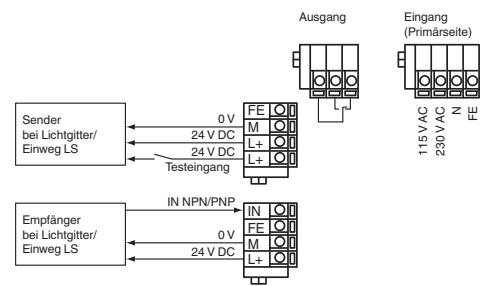 Ausgang
Eingang
(Primärseite)
115 V AC
230 V AC
N
FE
Sender
bei Lichtgitter/
Einweg LS
0 V
24 V DC
24 V DC
Testeingang
FE
M
L+
L+
Empfänger
bei Lichtgitter/
Einweg LS
IN NPN/PNP
0 V
24 V DC
IN
FE
M
L+